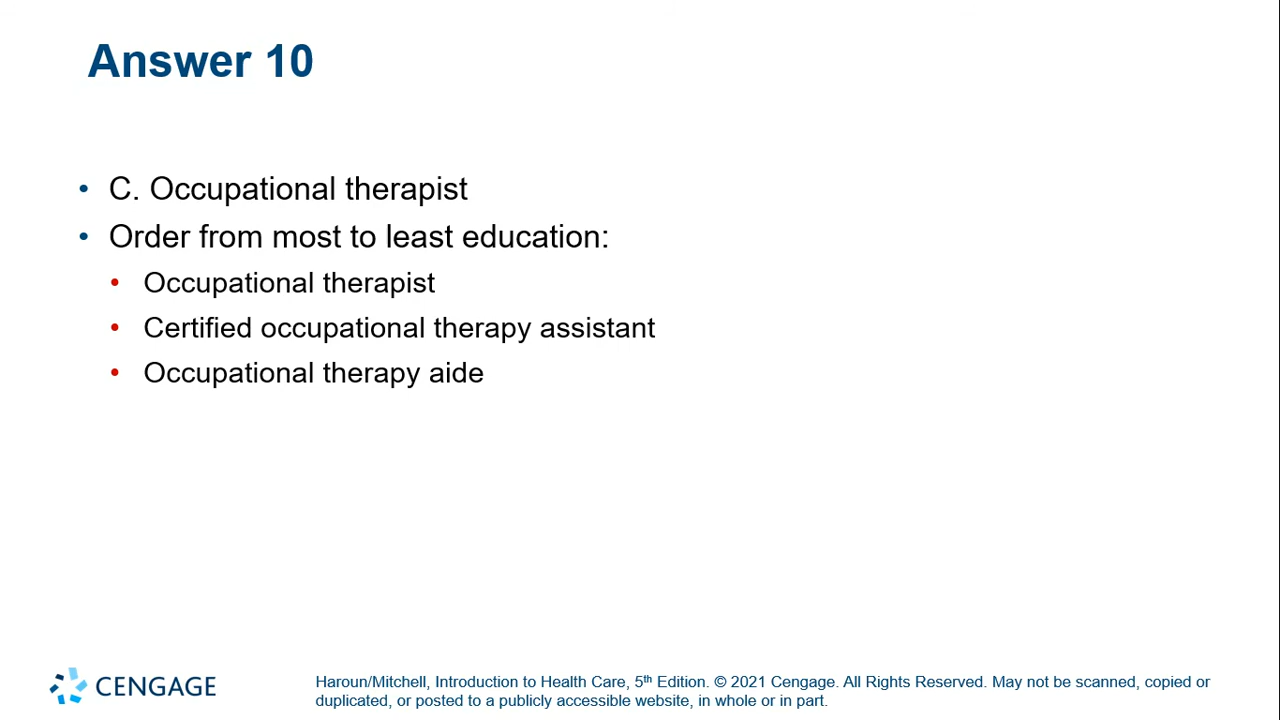 Answer 10
• C. Occupational therapist
• Order from most to least education:
• Occupational therapist
• Certified occupational therapy assistant
• Occupational therapy aide
CENGAGE
Haroun/Mitchell, Introduction to Health Care, 5th Edition. © 2021 Cengage. All Rights Reserved. May not be scanned, copied or
duplicated, or posted to a publicly accessible website, in whole or in part.